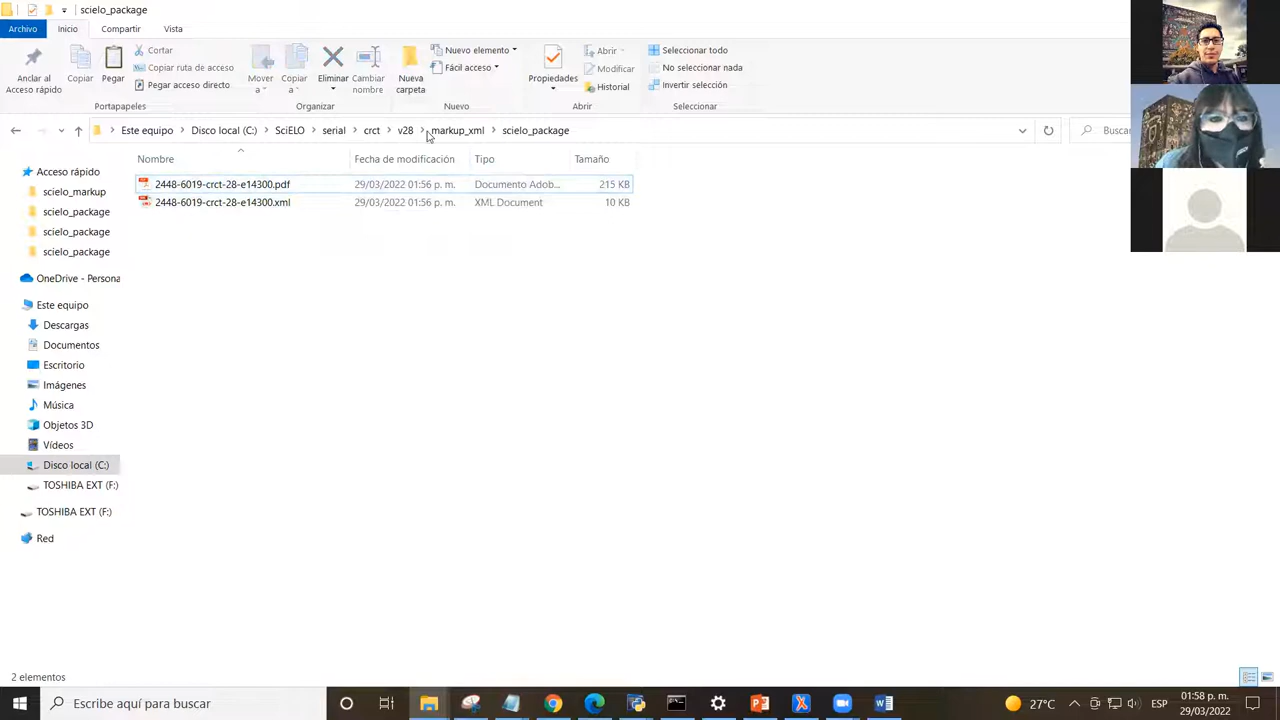 scielo_package
Archivo Inicio Compartir Vista
Anclar al Acceso rápido
Copiar
Pegar
Cortar
Copiar ruta de acceso
Pegar acceso directo
Portapapeles
Mover a
Copiar a
Eliminar
Cambiar nombre
Organizar
Nueva carpeta
Nuevo elemento
Fácil acceso
Nuevo
Propiedades
Abrir
Modificar
Historial
Abrir
Seleccionar todo
No seleccionar nada
Invertir selección
Seleccionar
Este equipo > Disco local (C:) > SciELO > serial > crct > v28 > markup_xml > scielo_package
Busca
Nombre Fecha de modificación Tipo Tamaño
2448-6019-crct-28-e14300.pdf 29/03/2022 01:56 p. m. Documento Adob... 215 KB
2448-6019-crct-28-e14300.xml 29/03/2022 01:56 p. m. XML Document 10 KB
Acceso rápido
scielo_markup
scielo_package
scielo_package
scielo_package
OneDrive - Persona
Este equipo
Descargas
Documentos
Escritorio
Imágenes
Música
Objetos 3D
Vídeos
Disco local (C:)
TOSHIBA EXT (F:)
TOSHIBA EXT (F:)
Red
2 elementos
Escribe aquí para buscar
27°C
ESP
01:58 p. m.
29/03/2022